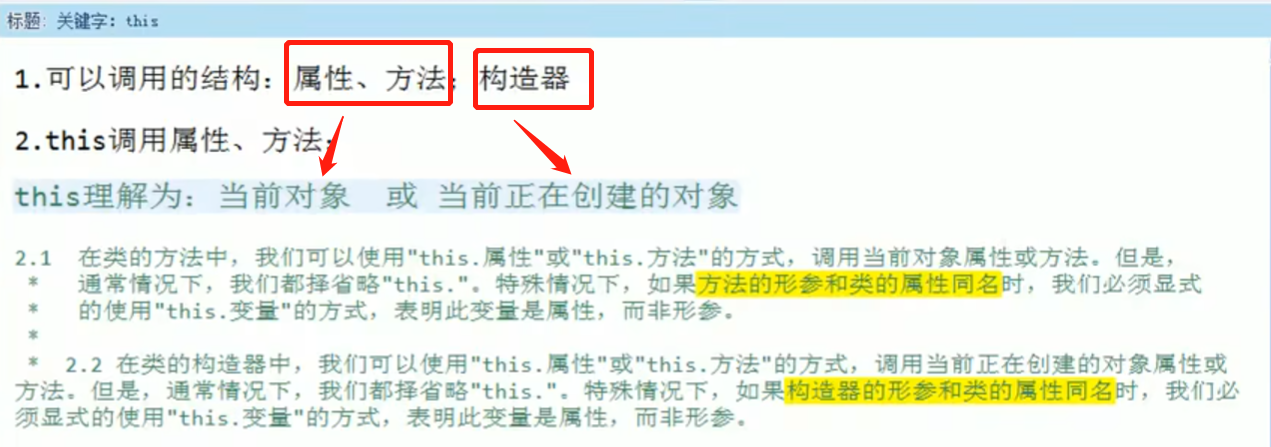 标题: 关键字: this
1.可以调用的结构: 属性、方法; 构造器
2.this调用属性、方法:
this理解为: 当前对象 或 当前正在创建的对象
2.1 在类的方法中，我们可以使用"this.属性"或"this.方法"的方式，调用当前对象属性或方法。但是，
* 通常情况下，我们都择省略"this."。特殊情况下，如果方法的形参和类的属性同名时，我们必须显式
* 的使用"this.变量"的方式，表明此变量是属性，而非形参。
*
* 2.2 在类的构造器中，我们可以使用"this.属性"或"this.方法"的方式，调用当前正在创建的对象属性或
方法。但是，通常情况下，我们都择省略"this."。特殊情况下，如果构造器的形参和类的属性同名时，我们必
须显式的使用"this.变量"的方式，表明此变量是属性，而非形参。